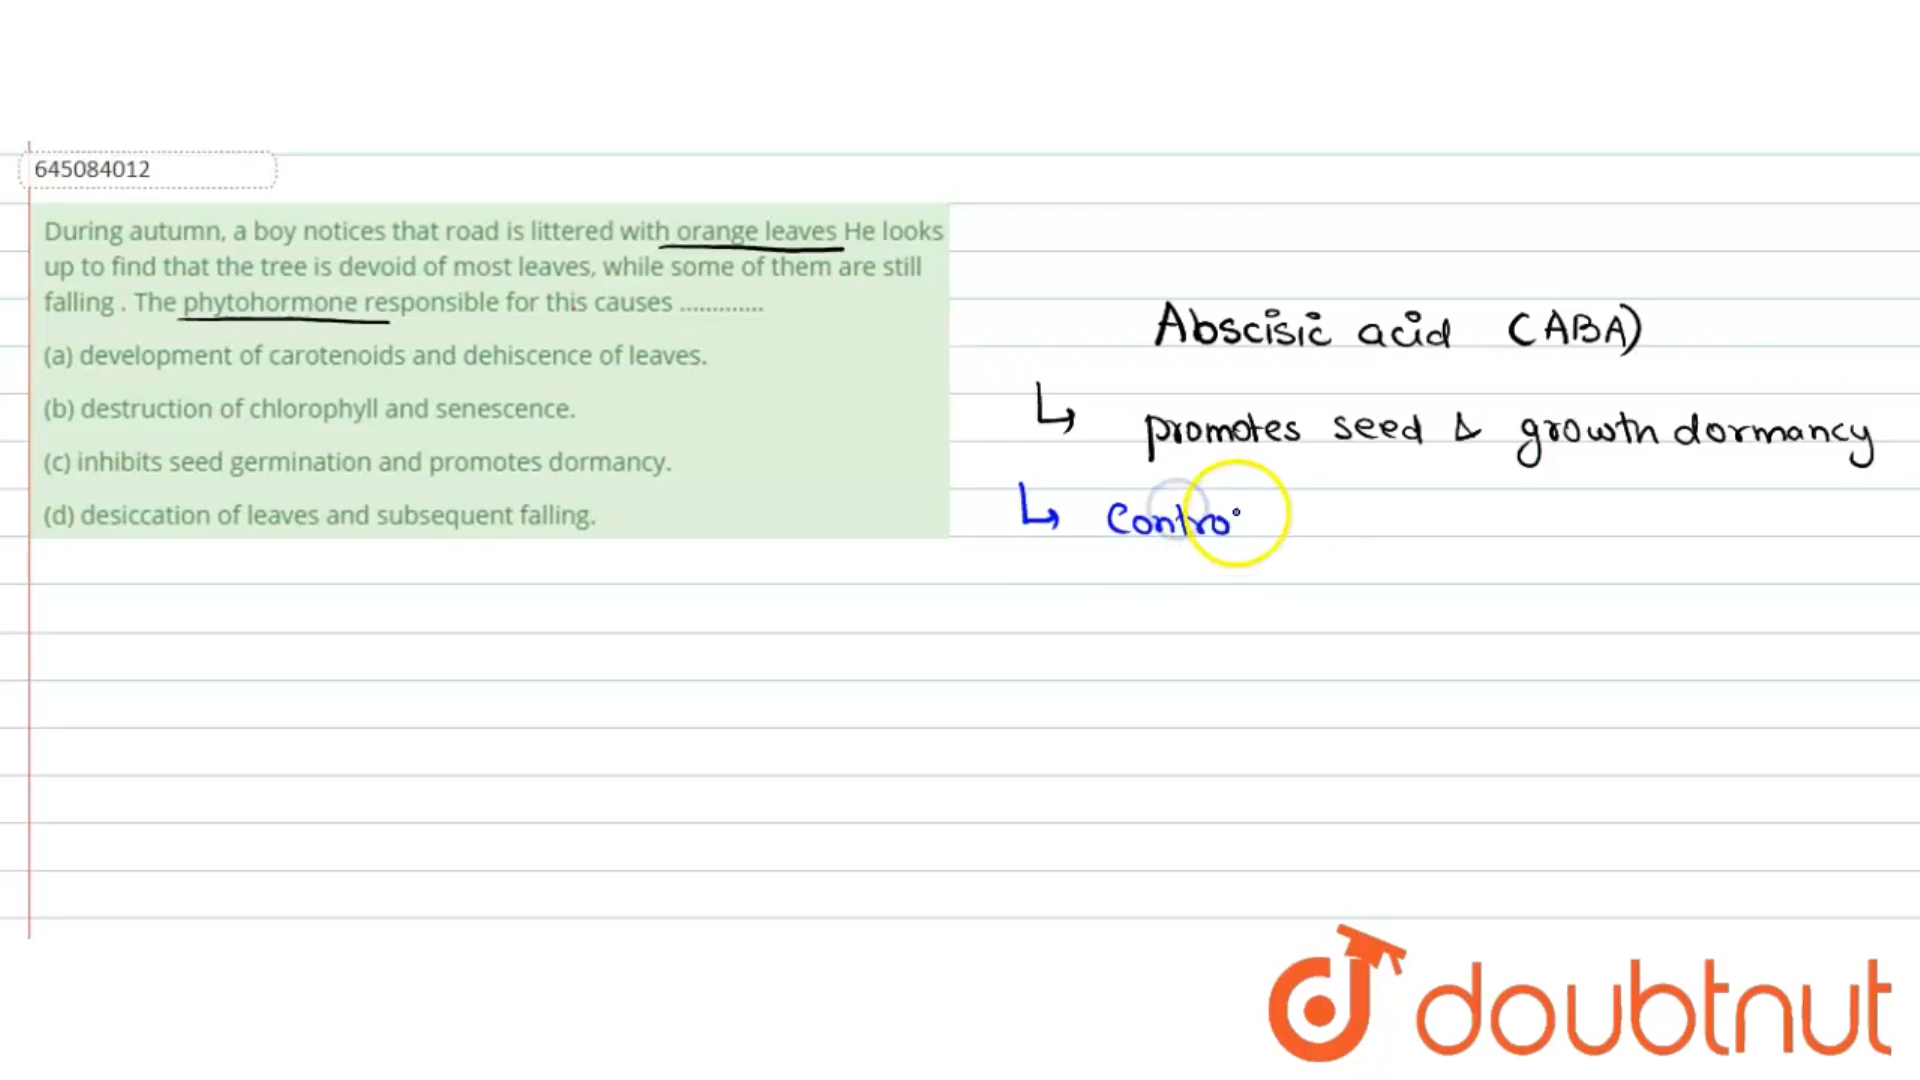 645084012
During autumn, a boy notices that road is littered with orange leaves He looks
up to find that the tree is devoid of most leaves, while some of them are still
falling . The phytohormone responsible for this causes .............
(a) development of carotenoids and dehiscence of leaves.
(b) destruction of chlorophyll and senescence.
(c) inhibits seed germination and promotes dormancy.
(d) desiccation of leaves and subsequent falling.
Abscisic acid (ABA)
↳ promotes seed & growth dormancy
↳ Contro
doubtnut